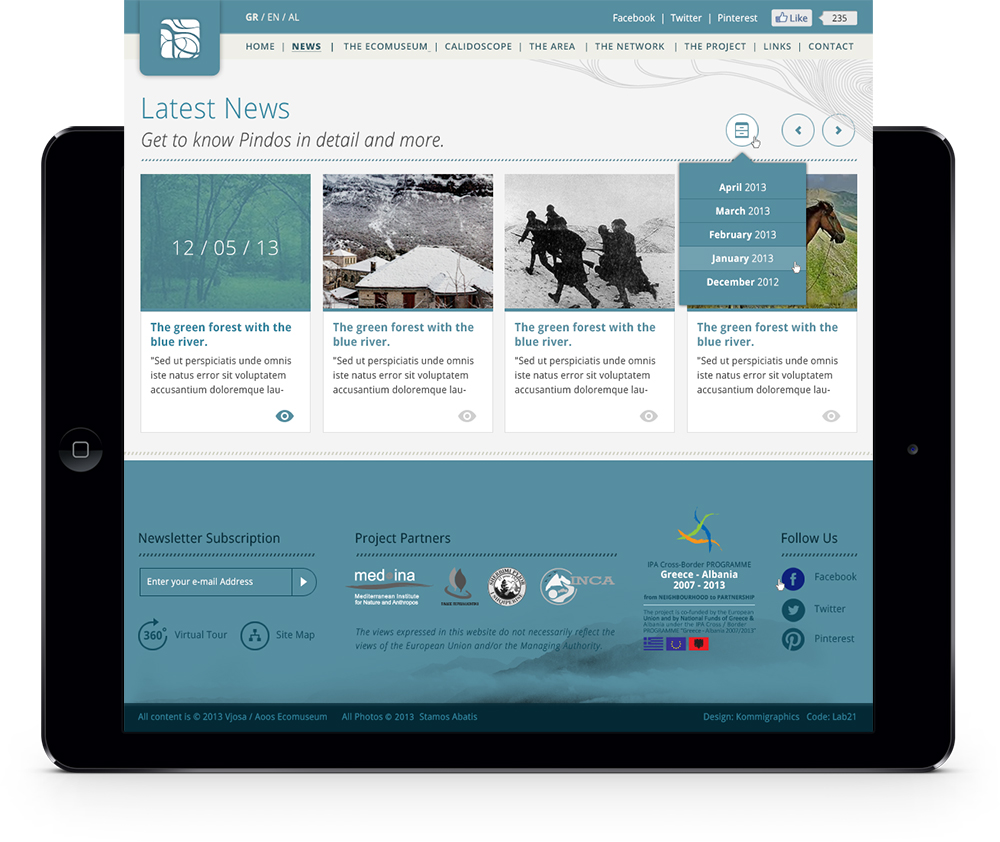 GR / EN / AL
Facebook | Twitter | Pinterest
Like
235
HOME | NEWS | THE ECOMUSEUM | CALIDOSCOPE | THE AREA | THE NETWORK | THE PROJECT | LINKS | CONTACT
Latest News
Get to know Pindos in detail and more.
April 2013
March 2013
February 2013
January 2013
December 2012
12 / 05 / 13
The green forest with the
blue river.
"Sed ut perspiciatis unde omnis
iste natus error sit voluptatem
accusantium doloremque lau-
The green forest with the
blue river.
"Sed ut perspiciatis unde omnis
iste natus error sit voluptatem
accusantium doloremque lau-
The green forest with the
blue river.
"Sed ut perspiciatis unde omnis
iste natus error sit voluptatem
accusantium doloremque lau-
The green forest with the
blue river.
"Sed ut perspiciatis unde omnis
iste natus error sit voluptatem
accusantium doloremque lau-
Newsletter Subscription
Enter your e-mail Address
360°
Virtual Tour
Site Map
Project Partners
med ina
Mediterranean Institute
for Nature and Anthropos
INCA
The views expressed in this website do not necessarily reflect the
views of the European Union and/or the Managing Authority.
IPA Cross-Border PROGRAMME
Greece - Albania
2007 - 2013
from NEIGHBOURHOOD to PARTNERSHIP
The project is co-funded by the European
Union and by National Funds of Greece &
Albania under the IPA Cross / Border
PROGRAMME "Greece - Albania 2007/2013"
Follow Us
Facebook
Twitter
Pinterest
All content is © 2013 Vjosa / Aoos Ecomuseum
All Photos © 2013 Stamos Abatis
Design: Kommigraphics Code: Lab21